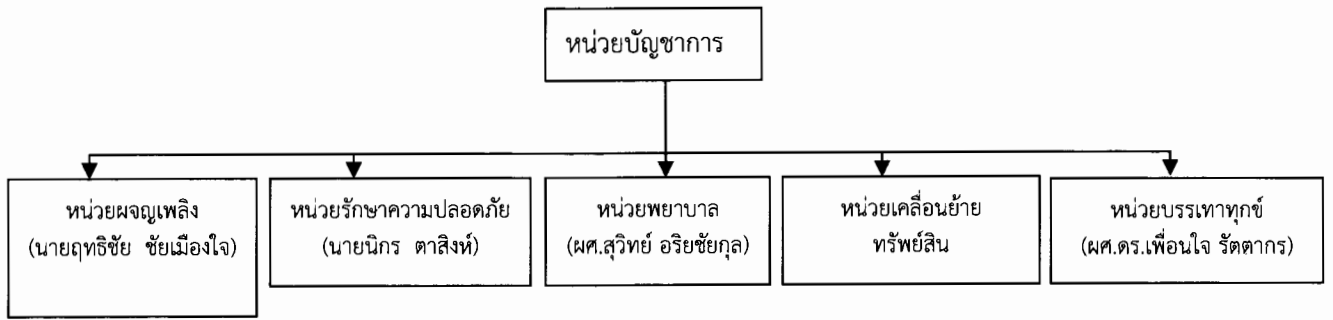 หน่วยบัญชาการ
หน่วยผจญเพลิง
(นายฤทธิชัย ชัยเมืองใจ)
หน่วยรักษาความปลอดภัย
(นายนิกร ตาสิงห์)
หน่วยพยาบาล
(ผศ.สุวิทย์ อริยชัยกุล)
หน่วยเคลื่อนย้าย
ทรัพย์สิน
หน่วยบรรเทาทุกข์
(ผศ.ดร.เพื่อนใจ รัตตากร)